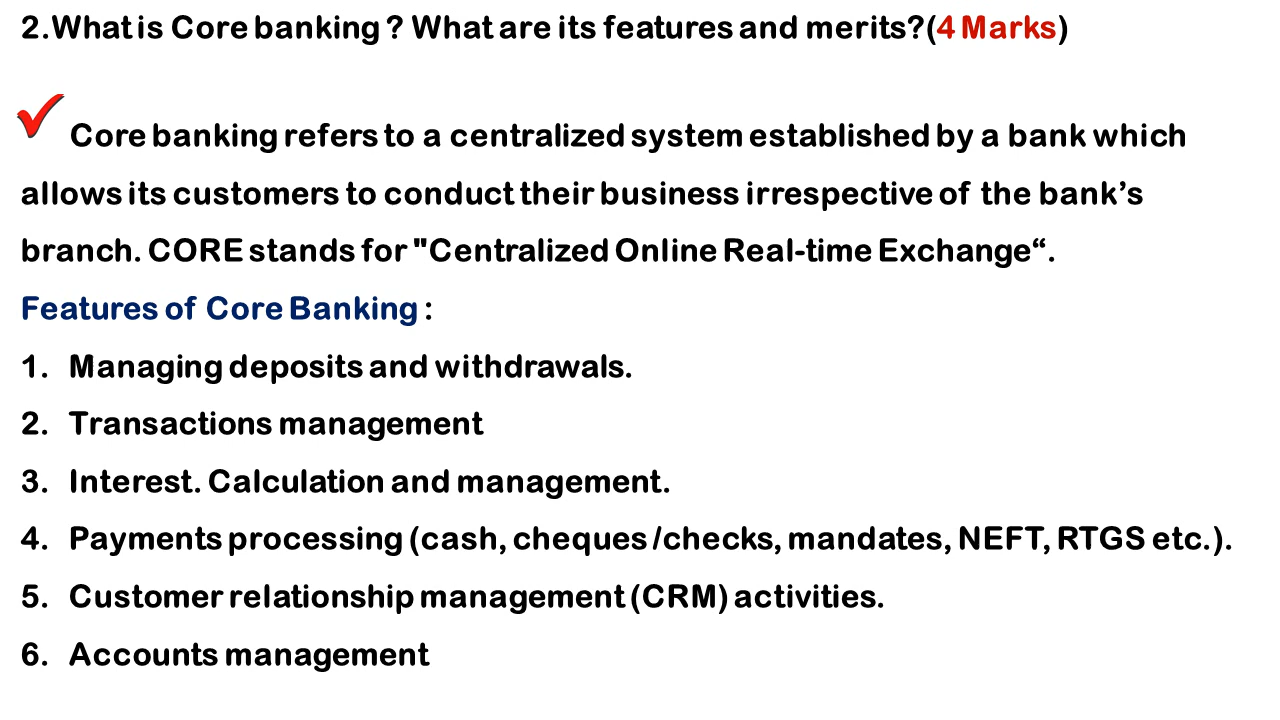 2.What is Core banking ? What are its features and merits?(4 Marks)
Core banking refers to a centralized system established by a bank which
allows its customers to conduct their business irrespective of the bank’s
branch. CORE stands for "Centralized Online Real-time Exchange“.
Features of Core Banking :
1. Managing deposits and withdrawals.
2. Transactions management
3. Interest. Calculation and management.
4. Payments processing (cash, cheques /checks, mandates, NEFT, RTGS etc.).
5. Customer relationship management (CRM) activities.
6. Accounts management